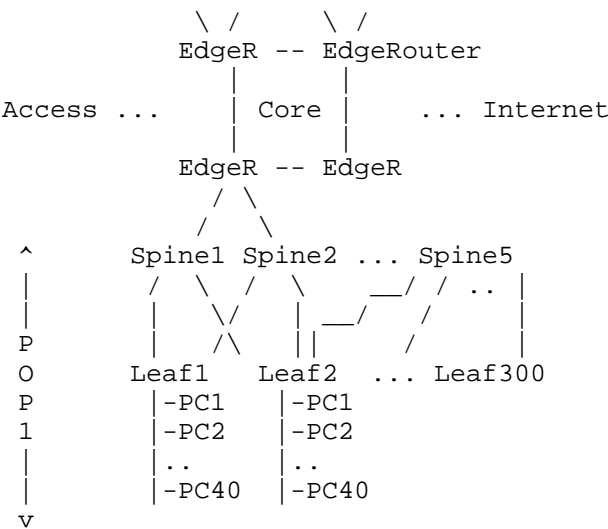 EdgeR -- EdgeRouter
Access ... Core ... Internet
EdgeR -- EdgeR
^ Spine1 Spine2 ... Spine5
..
P
O Leaf1 Leaf2 ... Leaf300
P |-PC1 |-PC1
1 |-PC2 |-PC2
| |.. |..
| |-PC40 |-PC40
v